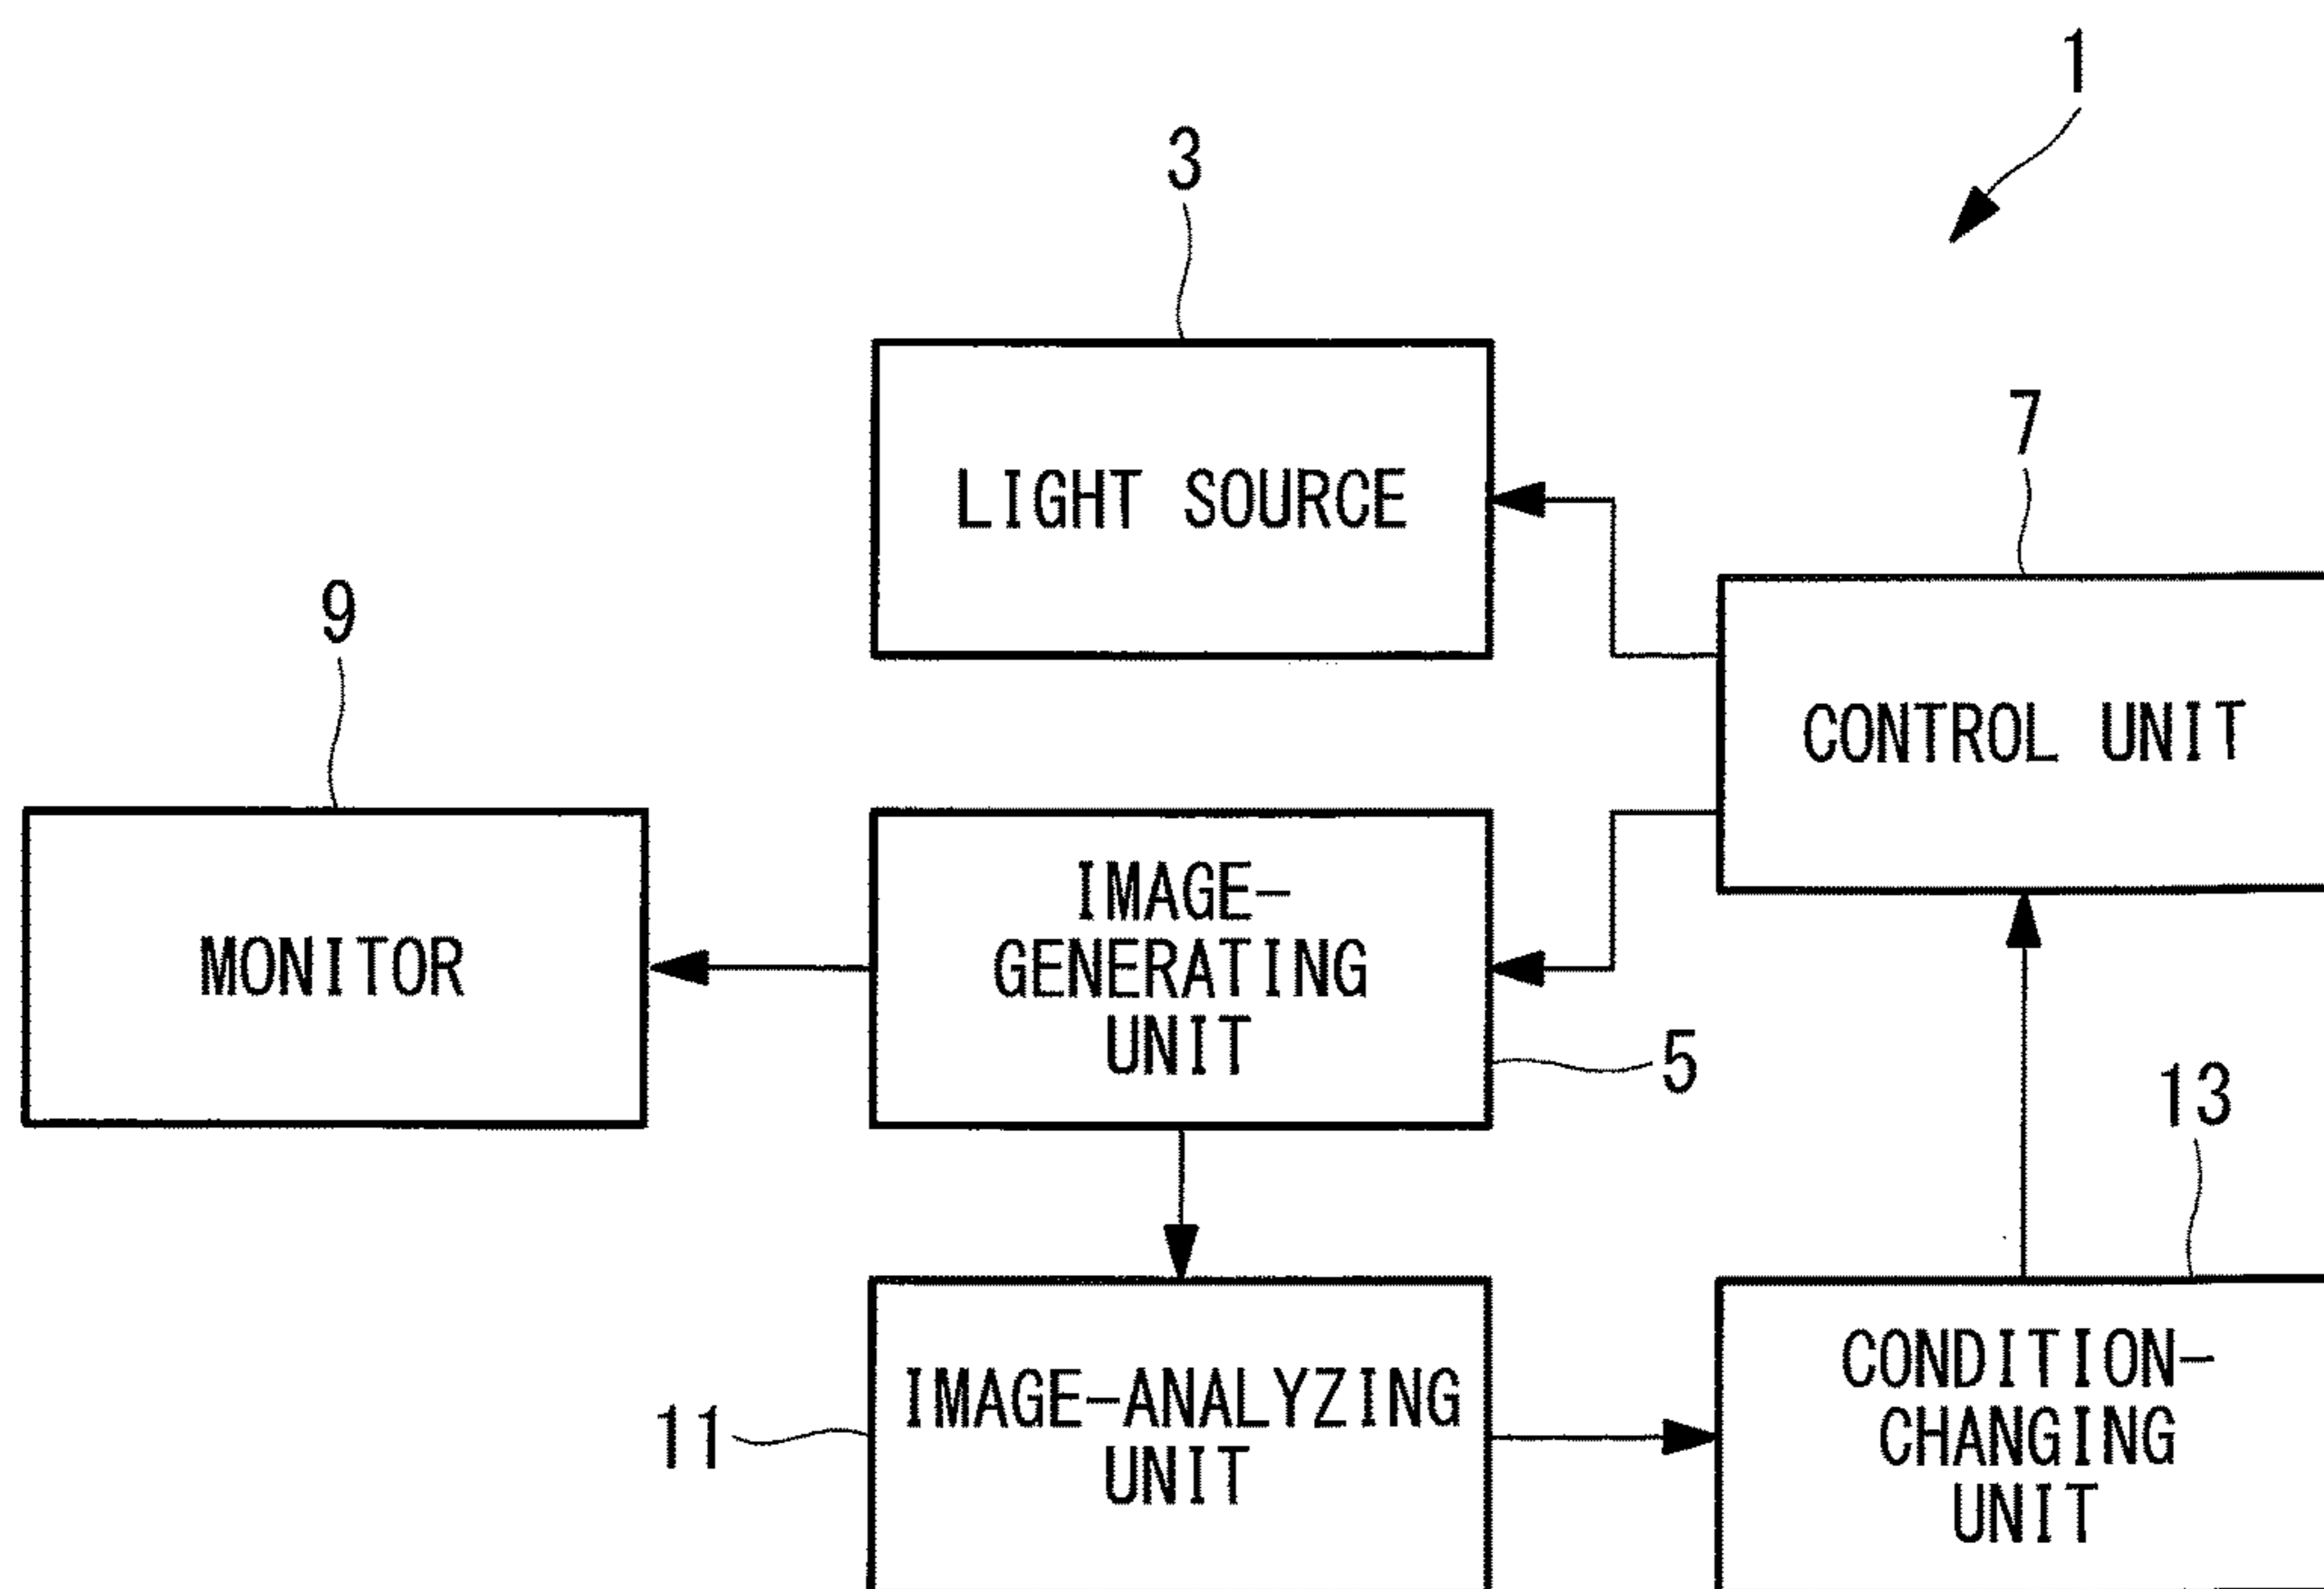 1
3
LIGHT SOURCE
7
CONTROL UNIT
9
MONITOR
IMAGE-
GENERATING
UNIT
5
13
11
IMAGE-ANALYZING
UNIT
CONDITION-
CHANGING
UNIT